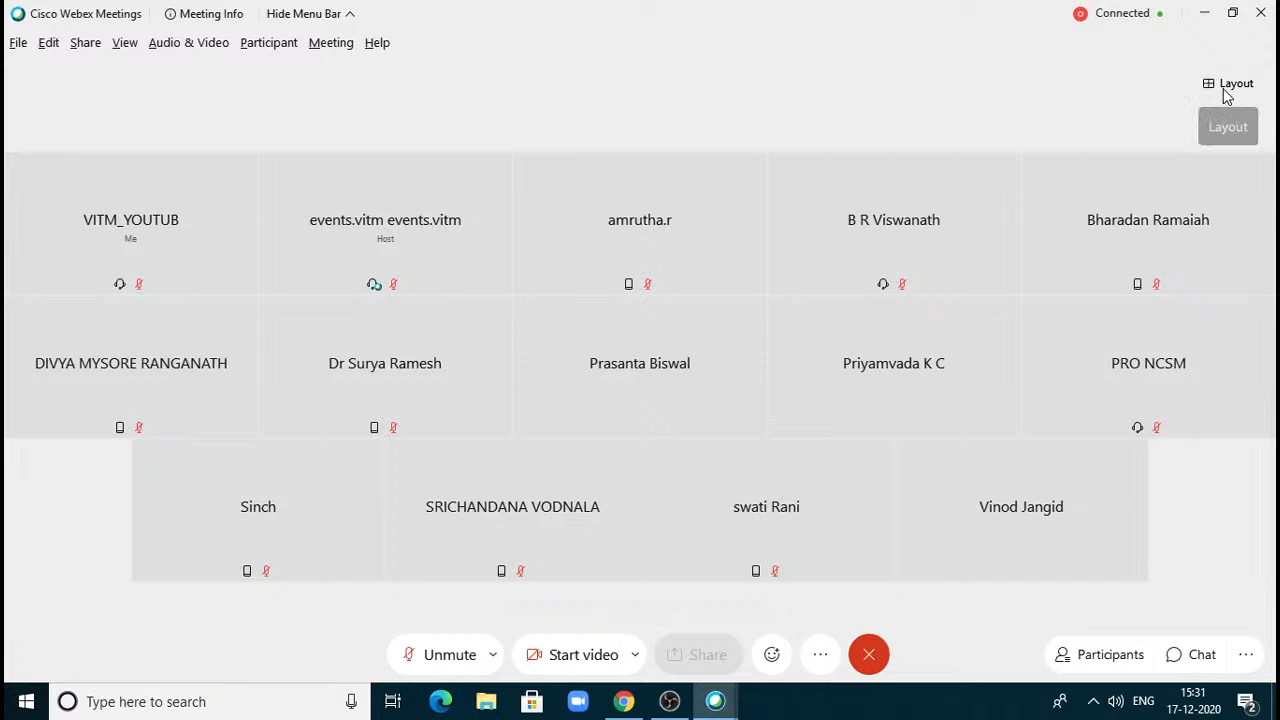 Cisco Webex Meetings Meeting Info Hide Menu Bar Connected
File Edit Share View Audio & Video Participant Meeting Help
Layout
Layout
VITM_YOUTUB events.vitm events.vitm amrutha.r B R Viswanath Bharadan Ramaiah
Me Host
DIVYA MYSORE RANGANATH Dr Surya Ramesh Prasanta Biswal Priyamvada K C PRO NCSM
Sinch SRICHANDANA VODNALA swati Rani Vinod Jangid
Unmute Start video Share Participants Chat
Type here to search ENG 15:31
17-12-2020 2